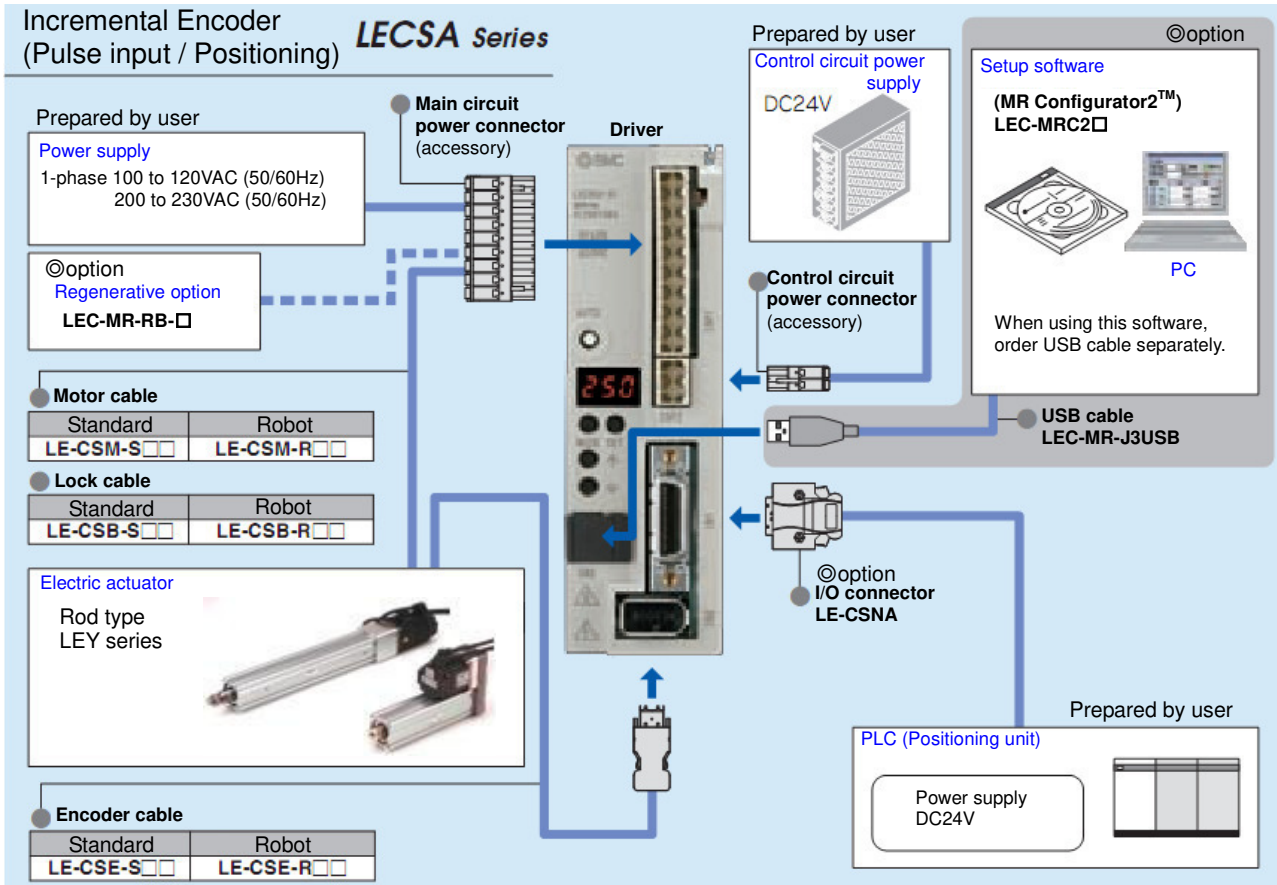 Incremental Encoder
(Pulse input / Positioning)
LECSA Series
Prepared by user
Power supply
1-phase 100 to 120VAC (50/60Hz)
200 to 230VAC (50/60Hz)
◎option
Regenerative option
LEC-MR-RB-□
Main circuit
power connector
(accessory)
Driver
250
Prepared by user
Control circuit power
supply
DC24V
Control circuit
power connector
(accessory)
◎option
Setup software
(MR Configurator2™)
LEC-MRC2□
PC
When using this software,
order USB cable separately.
USB cable
LEC-MR-J3USB
Motor cable
Standard Robot
LE-CSM-S□□ LE-CSM-R□□
Lock cable
Standard Robot
LE-CSB-S□□ LE-CSB-R□□
Electric actuator
Rod type
LEY series
◎option
I/O connector
LE-CSNA
Prepared by user
PLC (Positioning unit)
Power supply
DC24V
Encoder cable
Standard Robot
LE-CSE-S□□ LE-CSE-R□□